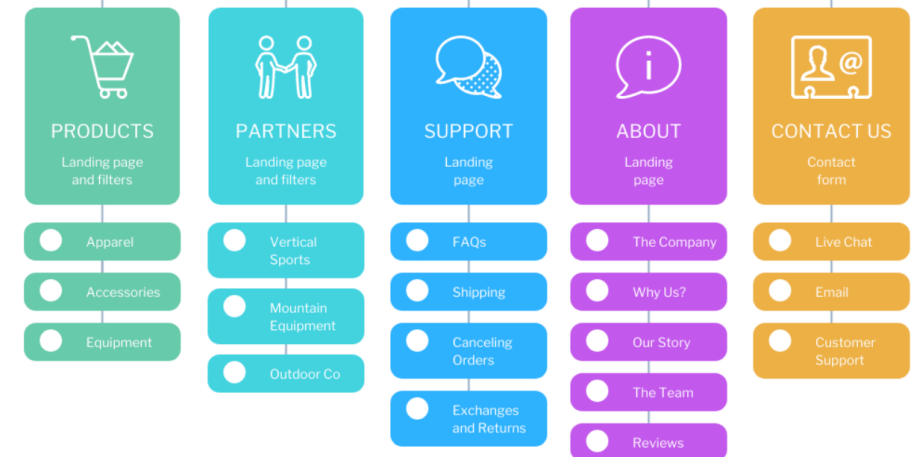 PRODUCTS
Landing page
and filters
Apparel
Accessories
Equipment
PARTNERS
Landing page
and filters
Vertical
Sports
Mountain
Equipment
Outdoor Co
SUPPORT
Landing
page
FAQs
Shipping
Canceling
Orders
Exchanges
and Returns
i
ABOUT
Landing
page
The Company
Why Us?
Our Story
The Team
Reviews
@
CONTACT US
Contact
form
Live Chat
Email
Customer
Support